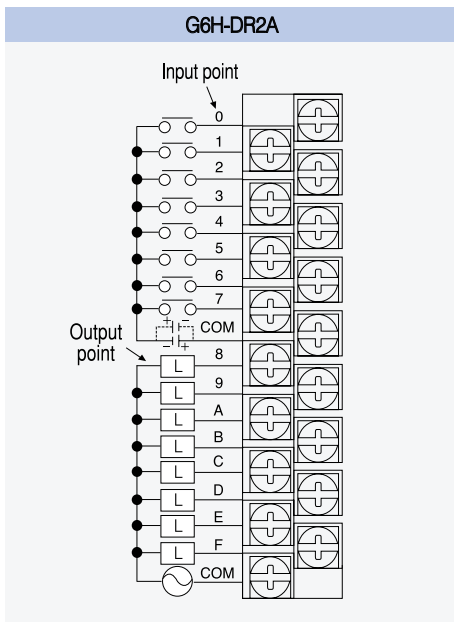 G6H-DR2A
Input point
0
1
2
3
4
5
6
7
+ −
COM
− +
Output
point
8
L
9
L
A
L
B
L
C
L
D
L
E
L
F
L
COM